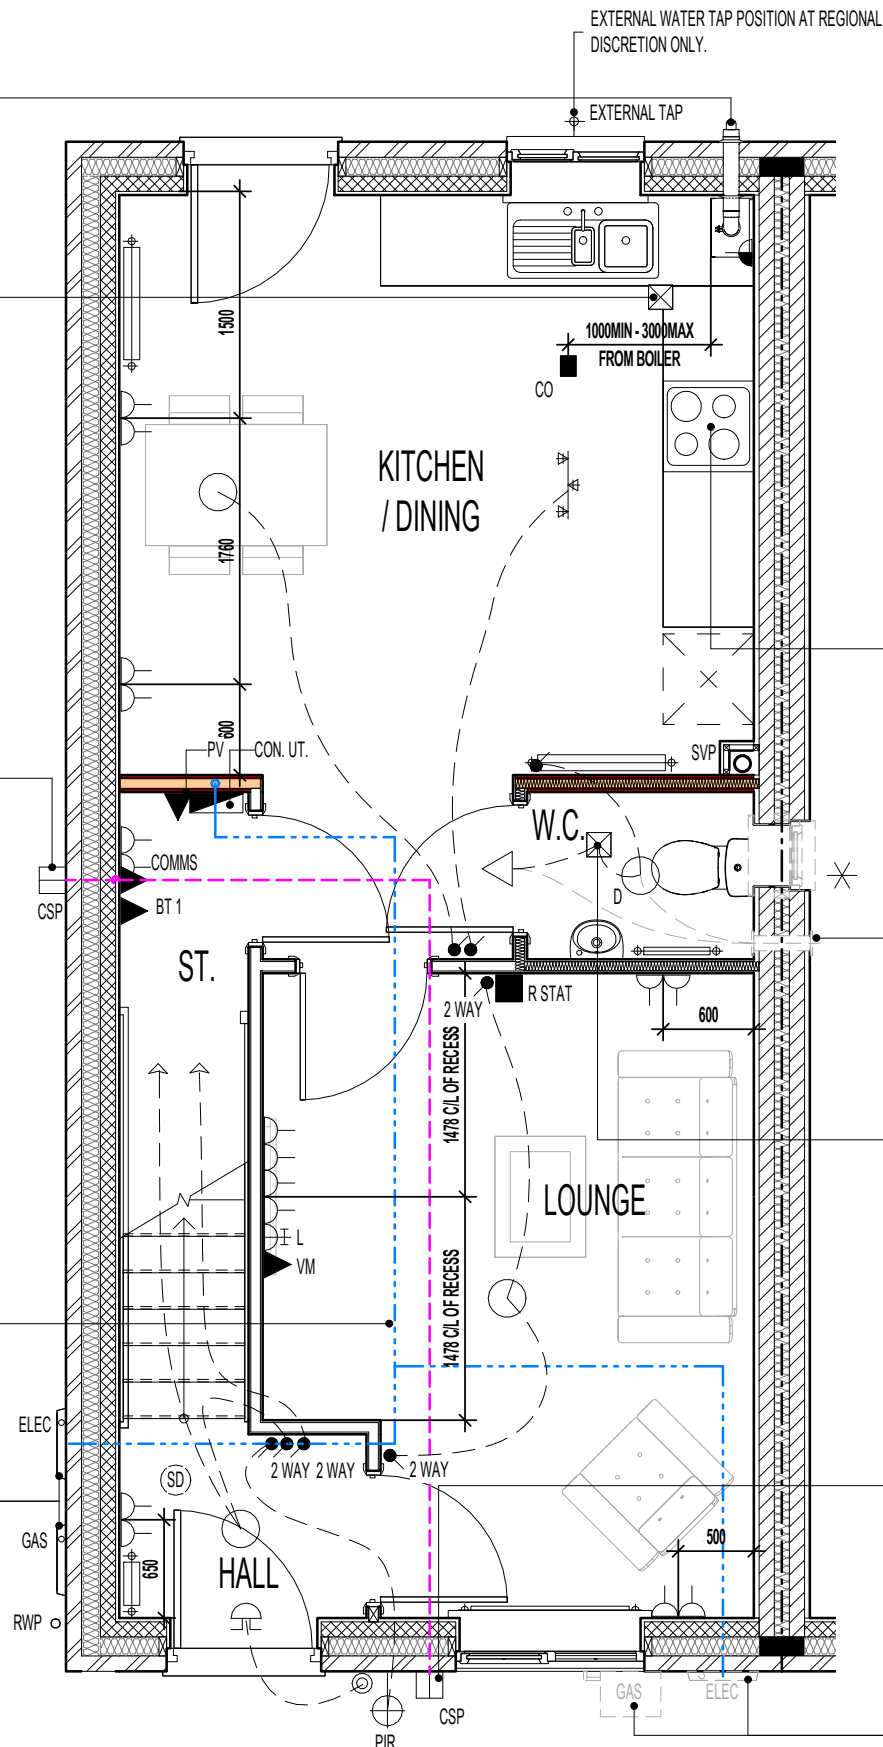 EXTERNAL WATER TAP POSITION AT REGIONAL
DISCRETION ONLY.
EXTERNAL TAP
1500
1000MIN - 3000MAX
FROM BOILER
CO
KITCHEN
/ DINING
1760
600
PV
CON. UT.
SVP
W.C.
COMMS
D
CSP
BT 1
ST.
2 WAY
R STAT
600
1478 C/L OF RECESS
LOUNGE
L
VM
1478 C/L OF RECESS
ELEC
2 WAY
2 WAY
2 WAY
SD
GAS
500
650
HALL
RWP
GAS
ELEC
CSP
PIR